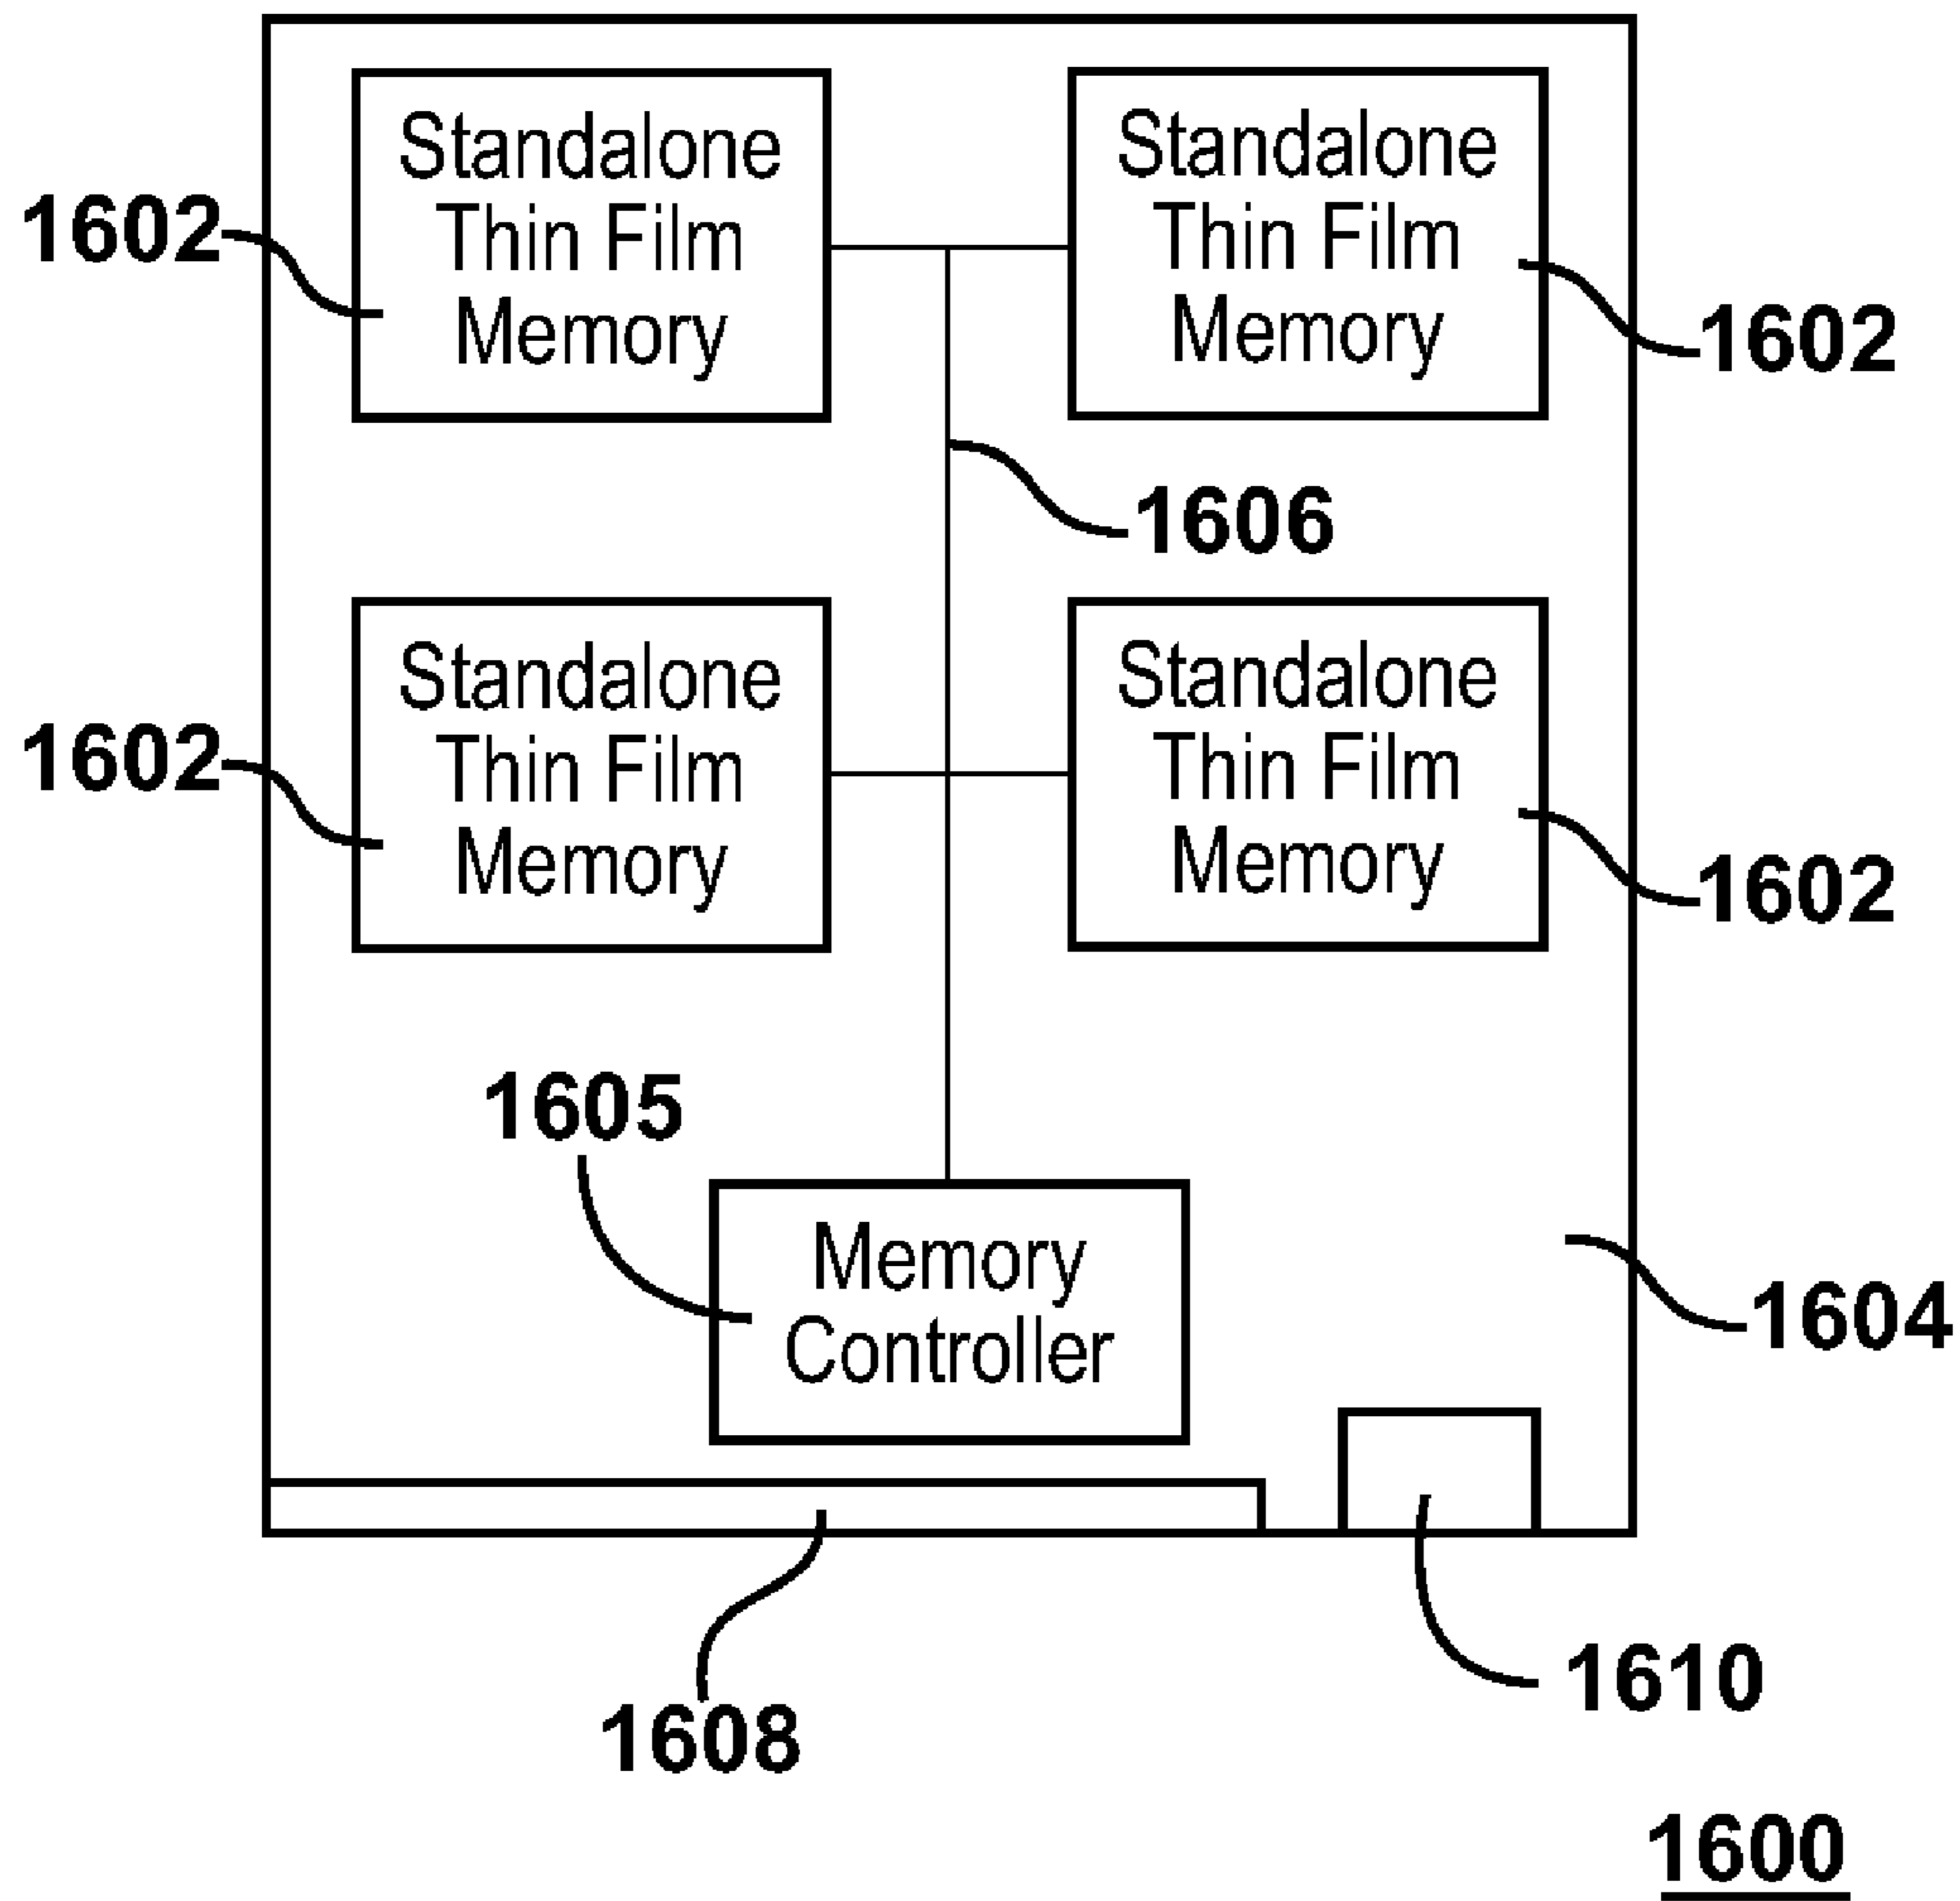 Standalone
Thin Film
Memory
Standalone
Thin Film
Memory
1602
1602
1606
Standalone
Thin Film
Memory
Standalone
Thin Film
Memory
1602
1602
1605
Memory
Controller
1604
1610
1608
1600